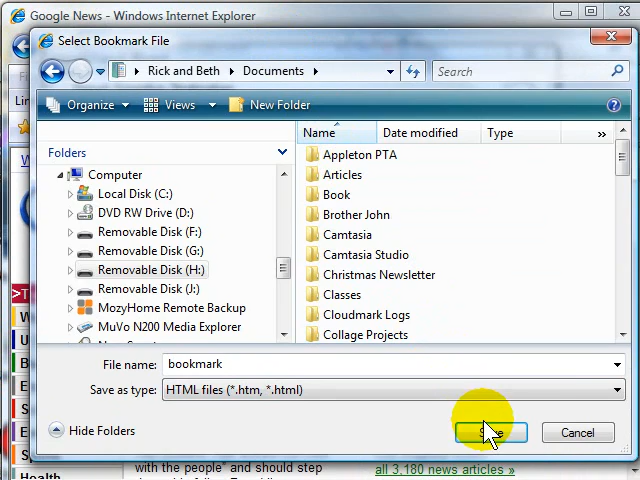 Google News - Windows Internet Explorer
Select Bookmark File
Rick and Beth Documents
Search
Organize Views New Folder
Folders
Name Date modified Type »
Computer
Local Disk (C:)
DVD RW Drive (D:)
Removable Disk (F:)
Removable Disk (G:)
Removable Disk (H:)
Removable Disk (J:)
MozyHome Remote Backup
MuVo N200 Media Explorer
Appleton PTA
Articles
Book
Brother John
Camtasia
Camtasia Studio
Christmas Newsletter
Classes
Cloudmark Logs
Collage Projects
File name: bookmark
Save as type: HTML files (*.htm, *.html)
Hide Folders
Cancel
Health
with the people" and should step
all 3,180 news articles »